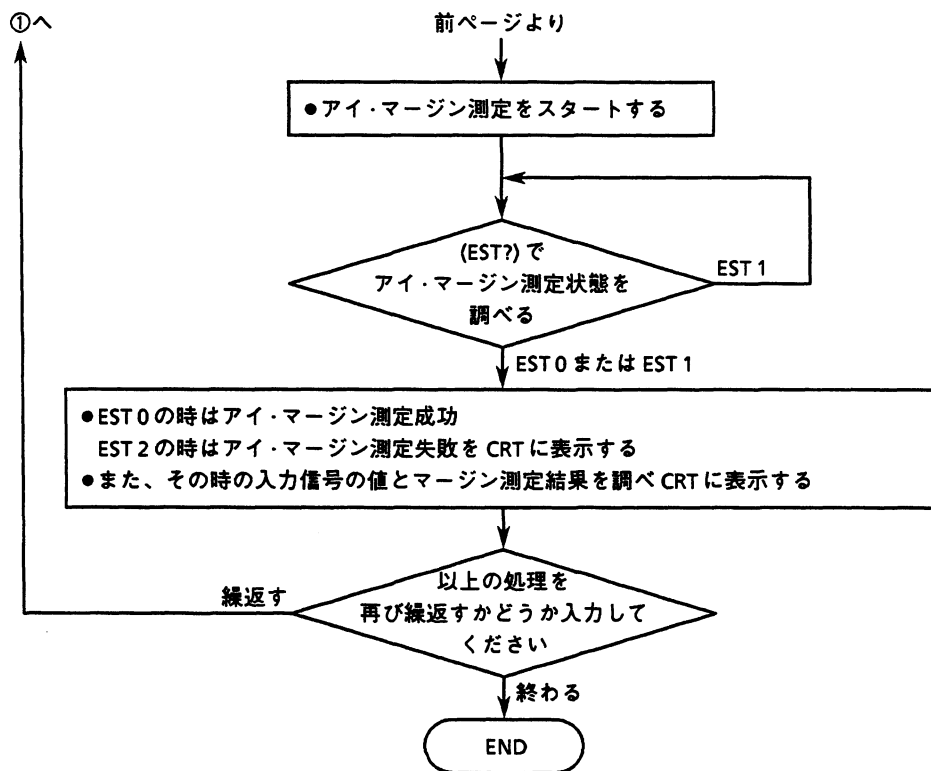 ①へ
前ページより
●アイ・マージン測定をスタートする
(EST?)で
アイ・マージン測定状態を
調べる
EST 1
EST 0 または EST 1
●EST 0 の時はアイ・マージン測定成功
EST 2 の時はアイ・マージン測定失敗を CRT に表示する
●また、その時の入力信号の値とマージン測定結果を調べ CRT に表示する
以上の処理を
再び繰返すかどうか入力して
ください
繰返す
終わる
END